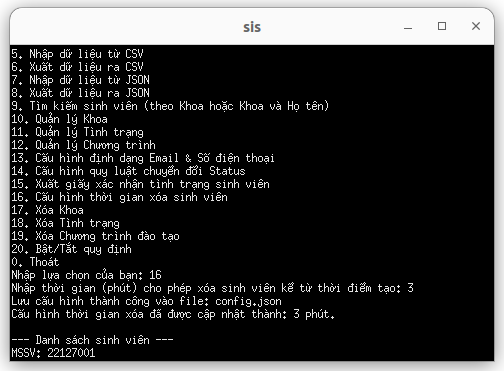 sis
5. Nhập dữ liệu từ CSV
6. Xuất dữ liệu ra CSV
7. Nhập dữ liệu từ JSON
8. Xuất dữ liệu ra JSON
9. Tìm kiếm sinh viên (theo Khoa hoặc Khoa và Họ tên)
10. Quản lý Khoa
11. Quản lý Tình trạng
12. Quản lý Chương trình
13. Cấu hình định dạng Email & Số điện thoại
14. Cấu hình quy luật chuyển đổi Status
15. Xuất giấy xác nhận tình trạng sinh viên
16. Cấu hình thời gian xóa sinh viên
17. Xóa Khoa
18. Xóa Tình trạng
19. Xóa Chương trình đào tạo
20. Bật/Tắt quy định
0. Thoát
Nhập lựa chọn của bạn: 16
Nhập thời gian (phút) cho phép xóa sinh viên kể từ thời điểm tạo: 3
Lưu cấu hình thành công vào file: config.json
Cấu hình thời gian xóa đã được cập nhật thành: 3 phút.
--- Danh sách sinh viên ---
MSSV: 22127001